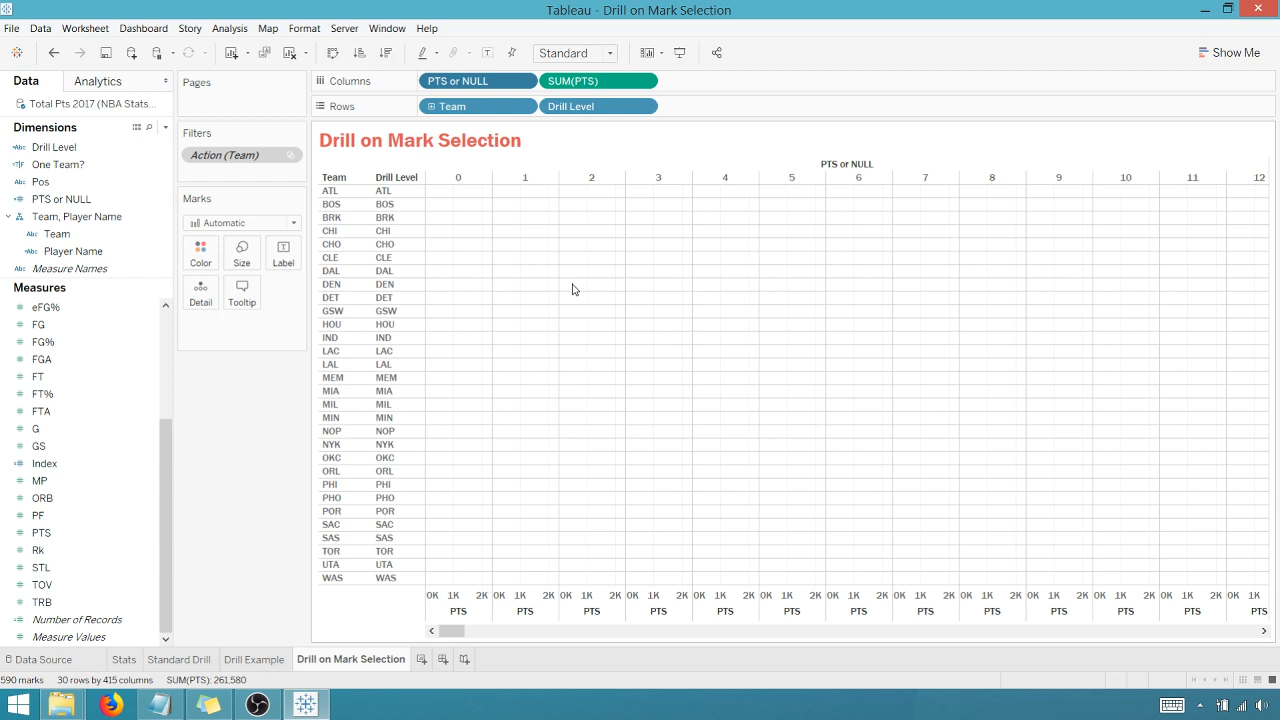 Tableau - Drill on Mark Selection
File Data Worksheet Dashboard Story Analysis Map Format Server Window Help
Standard
Show Me
Data Analytics
Total Pts 2017 (NBA Stats...
Dimensions
Abc Drill Level
One Team?
Abc Pos
PTS or NULL
Team, Player Name
Abc Team
Abc Player Name
Abc Measure Names
Measures
eFG%
FG
FG%
FGA
FT
FT%
FTA
G
GS
Index
MP
ORB
PF
PTS
Rk
STL
TOV
TRB
Number of Records
Measure Values
Pages
Filters
Action (Team)
Marks
Automatic
Color Size Label
Detail Tooltip
Columns PTS or NULL SUM(PTS)
Rows Team Drill Level
Drill on Mark Selection
PTS or NULL
Team Drill Level 0 1 2 3 4 5 6 7 8 9 10 11 12
ATL ATL
BOS BOS
BRK BRK
CHI CHI
CHO CHO
CLE CLE
DAL DAL
DEN DEN
DET DET
GSW GSW
HOU HOU
IND IND
LAC LAC
LAL LAL
MEM MEM
MIA MIA
MIL MIL
MIN MIN
NOP NOP
NYK NYK
OKC OKC
ORL ORL
PHI PHI
PHO PHO
POR POR
SAC SAC
SAS SAS
TOR TOR
UTA UTA
WAS WAS
0K 1K 2K 0K 1K 2K 0K 1K 2K 0K 1K 2K 0K 1K 2K 0K 1K 2K 0K 1K 2K 0K 1K 2K 0K 1K 2K 0K 1K 2K 0K 1K 2K 0K 1K 2K 0K 1K
PTS PTS PTS PTS PTS PTS PTS PTS PTS PTS PTS PTS PTS
Data Source Stats Standard Drill Drill Example Drill on Mark Selection
590 marks 30 rows by 415 columns SUM(PTS): 261,580